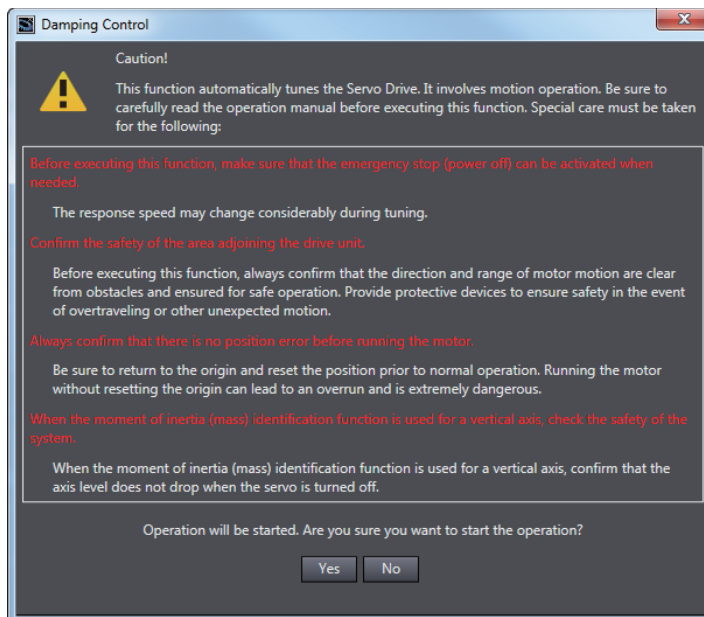 Damping Control
Caution!
This function automatically tunes the Servo Drive. It involves motion operation. Be sure to
carefully read the operation manual before executing this function. Special care must be taken
for the following:
Before executing this function, make sure that the emergency stop (power off) can be activated when
needed.
The response speed may change considerably during tuning.
Confirm the safety of the area adjoining the drive unit.
Before executing this function, always confirm that the direction and range of motor motion are clear
from obstacles and ensured for safe operation. Provide protective devices to ensure safety in the event
of overtraveling or other unexpected motion.
Always confirm that there is no position error before running the motor.
Be sure to return to the origin and reset the position prior to normal operation. Running the motor
without resetting the origin can lead to an overrun and is extremely dangerous.
When the moment of inertia (mass) identification function is used for a vertical axis, check the safety of the
system.
When the moment of inertia (mass) identification function is used for a vertical axis, confirm that the
axis level does not drop when the servo is turned off.
Operation will be started. Are you sure you want to start the operation?
Yes No